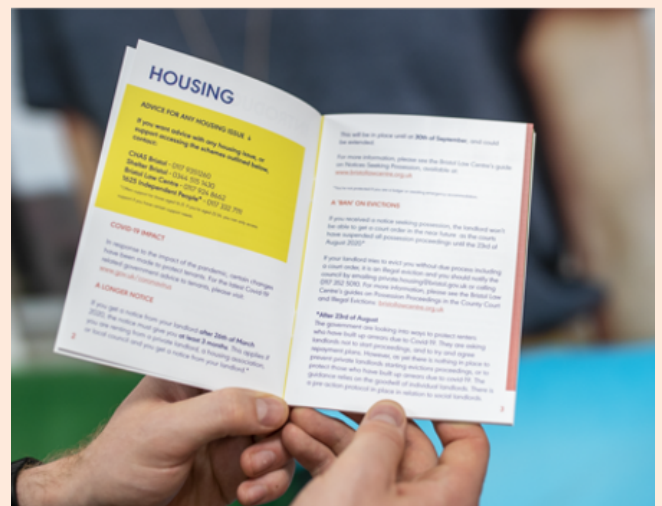 HOUSING
ADVICE FOR ANY HOUSING ISSUE ↓
If you want advice with any housing issue, or
support accessing the schemes outlined below,
contact:
CHAS Bristol - 0117 9351260
Shelter Bristol - 0344 515 1430
Bristol Law Centre - 0117 924 8662
1625 Independent People* - 0117 332 7111
COVID-19 IMPACT
In response to the impact of the pandemic, certain changes
have been made to protect tenants. For the latest Covid 19
related government advice to tenants, please visit:
www.gov.uk/coronavirus
A LONGER NOTICE
If you get a notice from your landlord after 26th of March
2020, the notice must give you at least 3 months. This applies if
you are renting from a private landlord, a housing association,
or local council and you get a notice from your landlord.*
2
This will be in place until at 30th of September, and could
be extended.
For more information, please see the Bristol Law Centre's guide
on Notices Seeking Possession, available at
www.bristollawcentre.org.uk
A 'BAN' ON EVICTIONS
If you received a notice seeking possession, the landlord won't
be able to get a court order in the near future as the courts
have suspended all possession proceedings until the 23rd of
August 2020*
If your landlord tries to evict you without due process including
a court order, it is an illegal eviction and you should notify the
council by emailing private.housing@bristol.gov.uk or calling
0117 352 5010. For more information, please see the Bristol Law
Centre's guides on Possession Proceedings in the County Court
and Illegal Evictions: bristollawcentre.org.uk
*After 23rd of August
The government are looking into ways to protect renters
who have built up arrears due to Covid 19. They are asking
landlords not to start proceedings, and to try and agree
repayment plans. However, as yet there is nothing in place to
prevent private landlords starting evictions proceedings, or to
protect those who have built up arrears due to covid 19. The
guidance relies on the goodwill of individual landlords. There is
a pre action protocol in place in relation to social landlords.
3